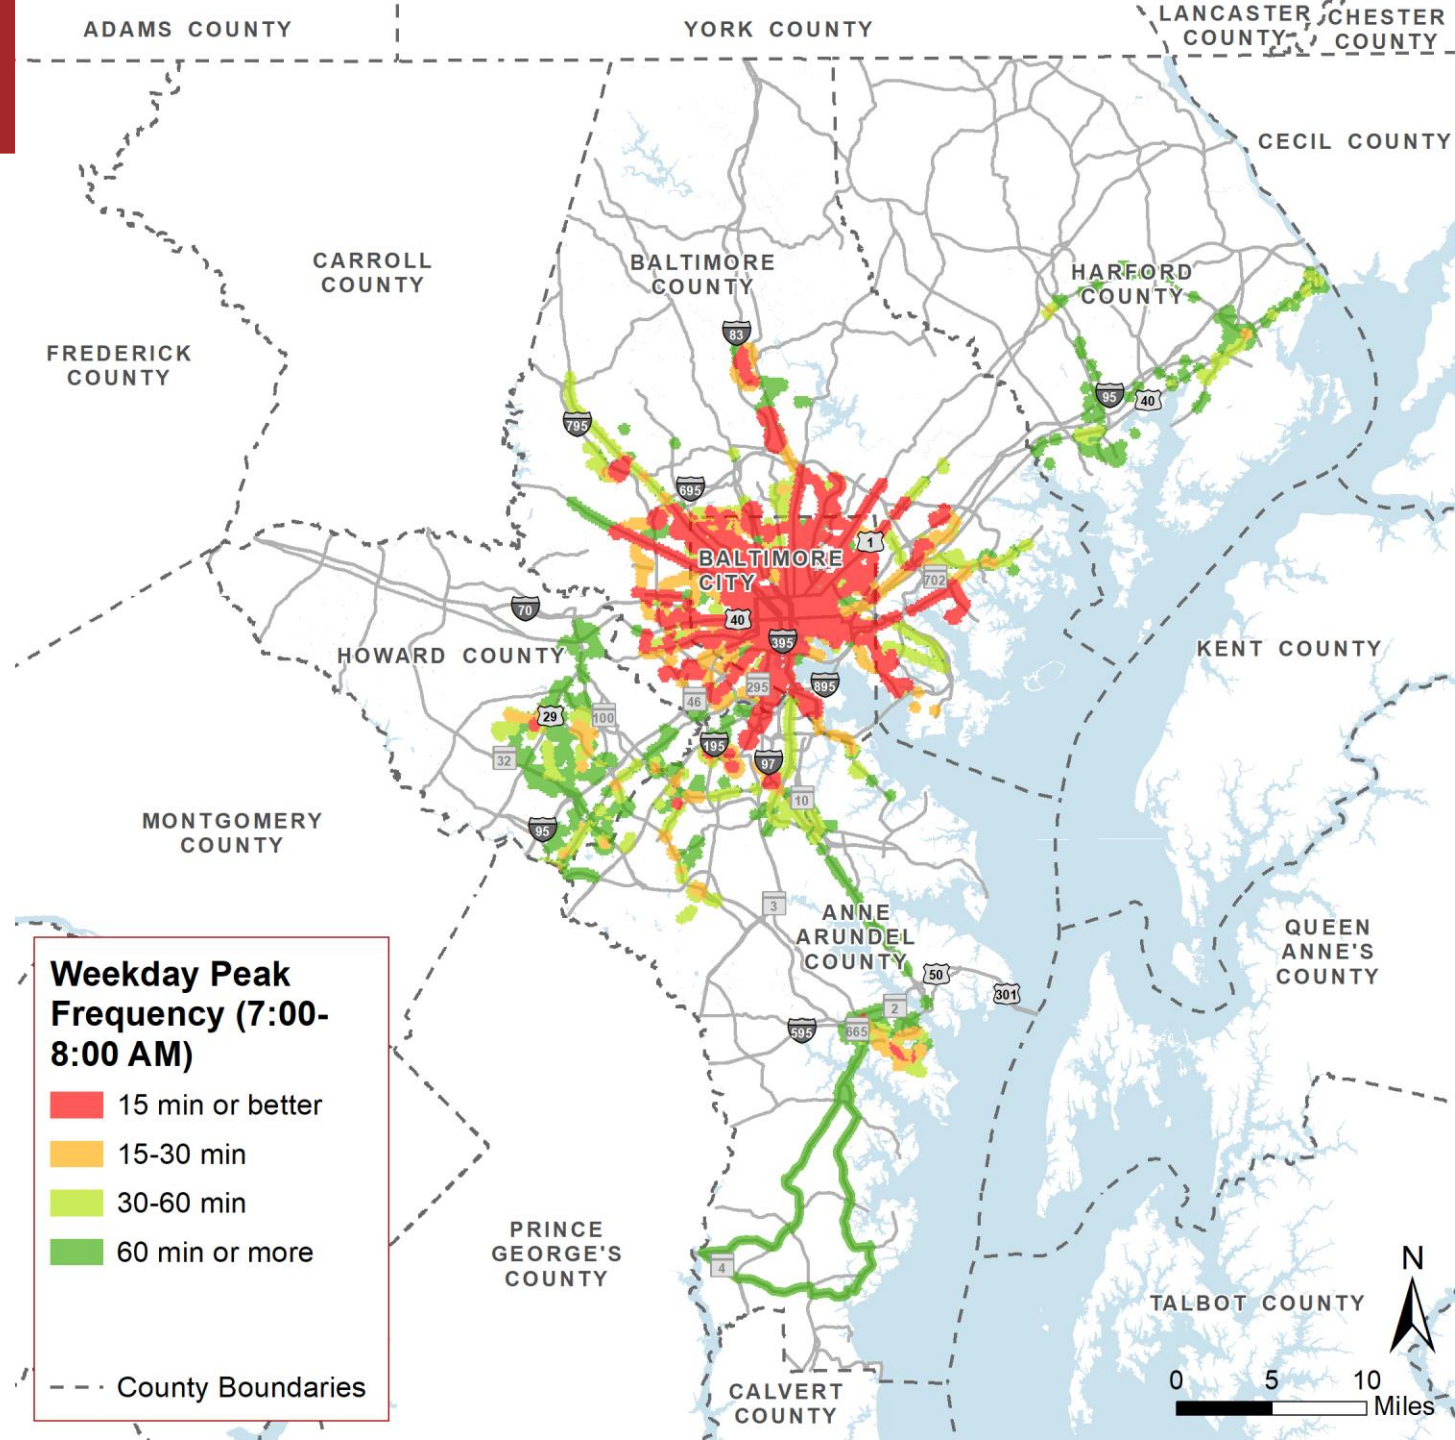 ADAMS COUNTY
YORK COUNTY
LANCASTER
COUNTY
CHESTER
COUNTY
CECIL COUNTY
CARROLL
COUNTY
BALTIMORE
COUNTY
HARFORD
COUNTY
83
FREDERICK
COUNTY
95
40
795
695
1
BALTIMORE
CITY
702
70
40
395
HOWARD COUNTY
KENT COUNTY
295
895
46
29
100
195
32
97
10
MONTGOMERY
COUNTY
95
3
ANNE
ARUNDEL
COUNTY
QUEEN
ANNE'S
COUNTY
50
301
2
595
665
PRINCE
GEORGE'S
COUNTY
4
TALBOT COUNTY
CALVERT
COUNTY
Weekday Peak
Frequency (7:00-
8:00 AM)
15 min or better
15-30 min
30-60 min
60 min or more
County Boundaries
N
0 5 10
Miles